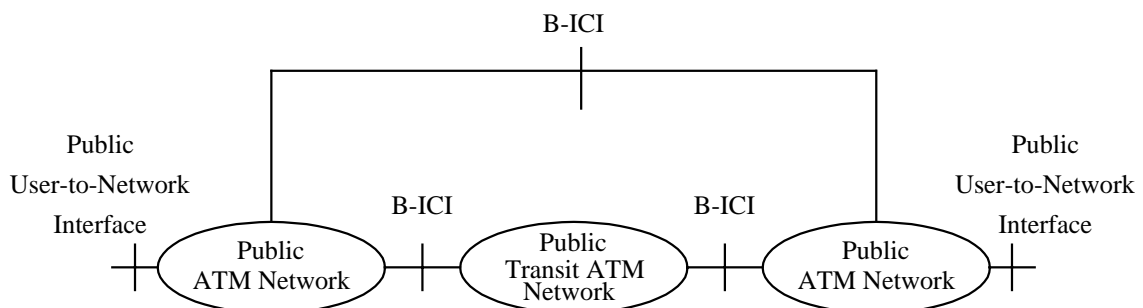 B-ICI
Public
User-to-Network
Interface
Public
User-to-Network
Interface
B-ICI
B-ICI
Public
ATM Network
Public
Transit ATM
Network
Public
ATM Network